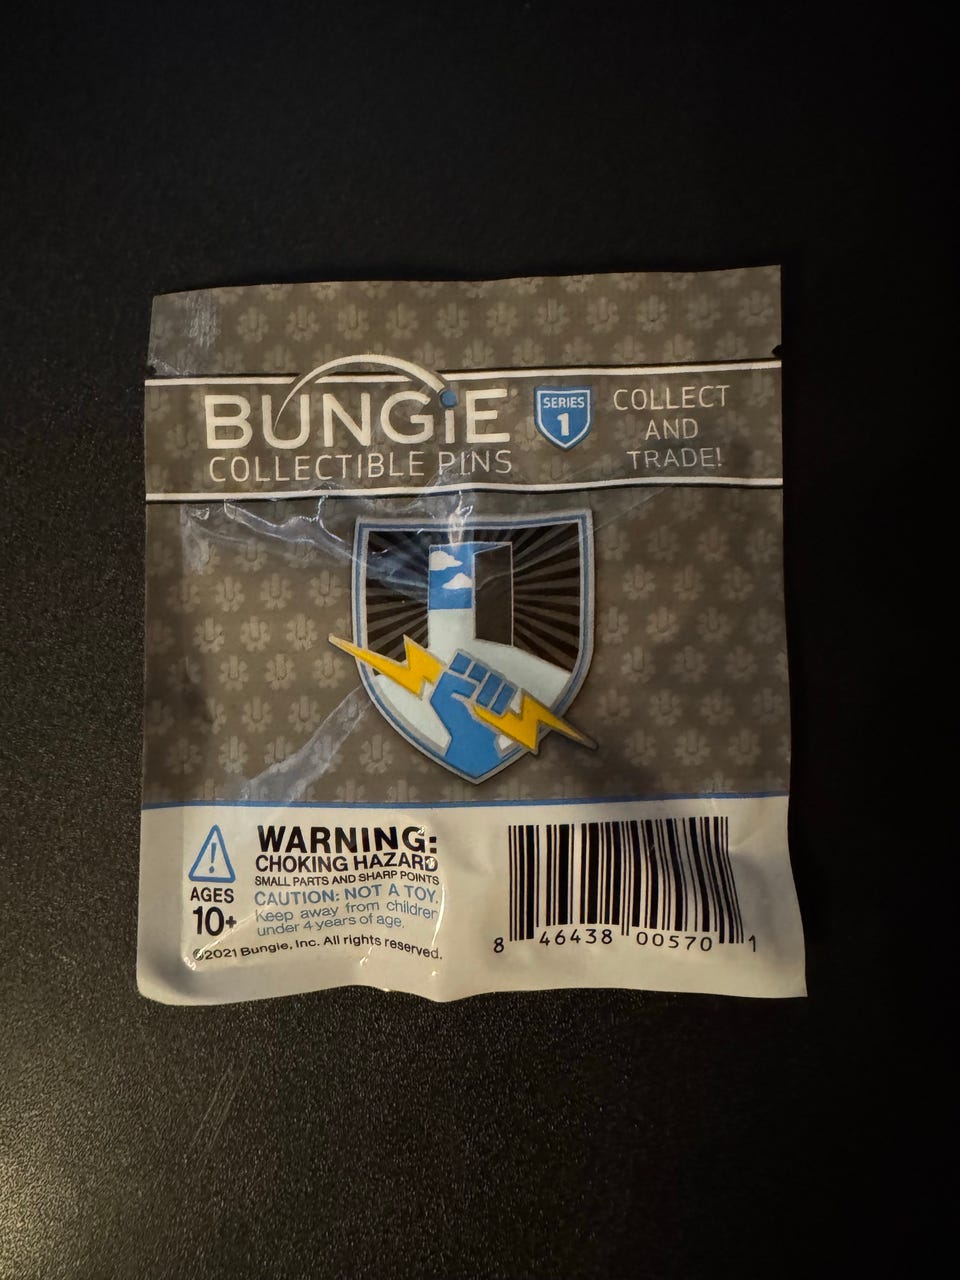 BUNGiE
COLLECTIBLE PINS
SERIES
1
COLLECT
AND
TRADE!
AGES
10+
WARNING:
CHOKING HAZARD
SMALL PARTS AND SHARP POINTS
CAUTION: NOT A TOY.
Keep away from children
under 4 years of age.
©2021 Bungie, Inc. All rights reserved.
8 46438 00570 1